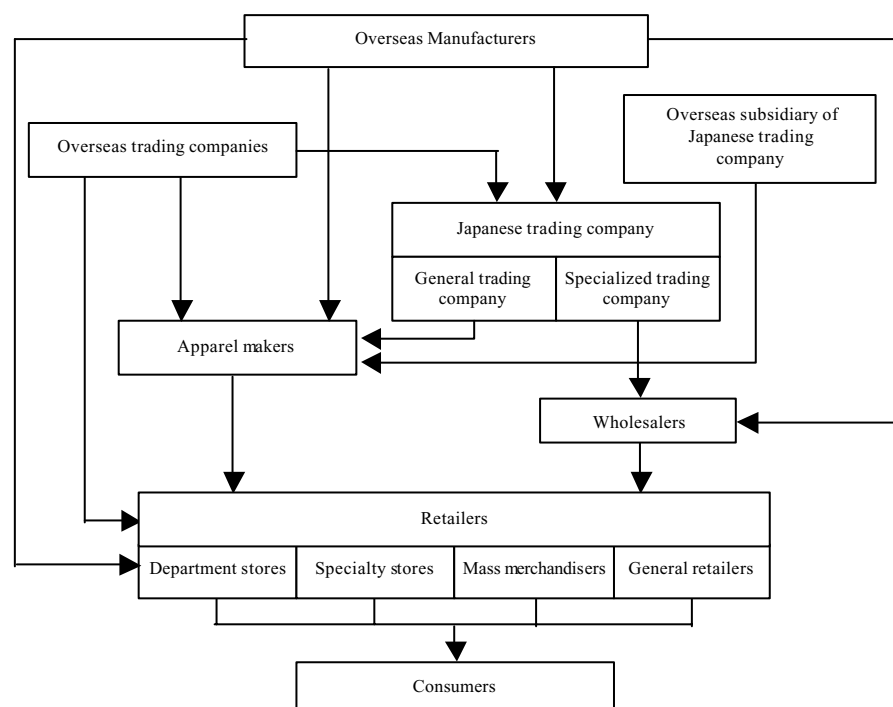 Overseas Manufacturers
Overseas subsidiary of
Japanese trading
company
Overseas trading companies
Japanese trading company
General trading
company
Specialized trading
company
Apparel makers
Wholesalers
Retailers
Department stores
Specialty stores
Mass merchandisers
General retailers
Consumers